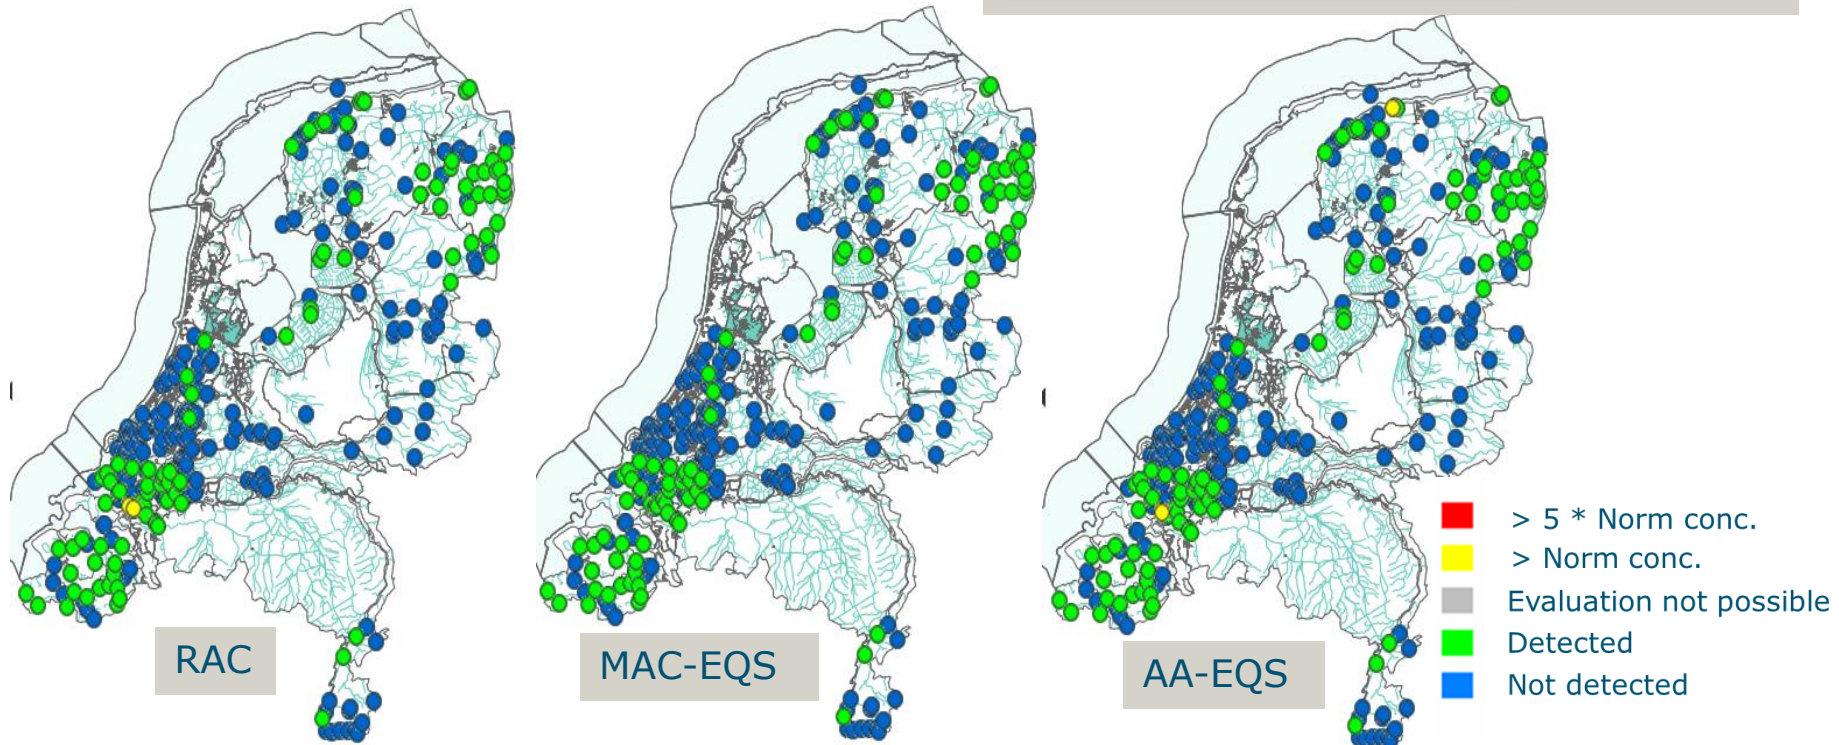 RAC
MAC-EQS
AA-EQS
> 5 * Norm conc.
> Norm conc.
Evaluation not possible
Detected
Not detected